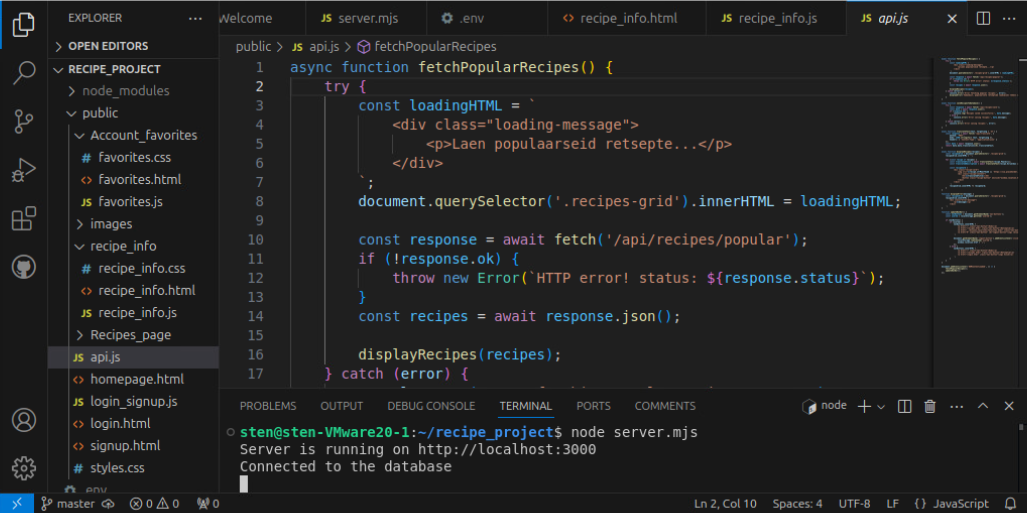 EXPLORER ...
OPEN EDITORS
RECIPE_PROJECT
node_modules
public
Account_favorites
# favorites.css
<> favorites.html
JS favorites.js
images
recipe_info
# recipe_info.css
<> recipe_info.html
JS recipe_info.js
Recipes_page
JS api.js
<> homepage.html
JS login_signup.js
<> login.html
<> signup.html
# styles.css
.env
Welcome JS server.mjs .env <> recipe_info.html JS recipe_info.js JS api.js ...
public > JS api.js > fetchPopularRecipes
1 async function fetchPopularRecipes() {
2 try {
3 const loadingHTML = `
4 <div class="loading-message">
5 <p>Laen populaarseid retsepte...</p>
6 </div>
7 `;
8 document.querySelector('.recipes-grid').innerHTML = loadingHTML;
9
10 const response = await fetch('/api/recipes/popular');
11 if (!response.ok) {
12 throw new Error(`HTTP error! status: ${response.status}`);
13 }
14 const recipes = await response.json();
15
16 displayRecipes(recipes);
17 } catch (error) {
PROBLEMS OUTPUT DEBUG CONSOLE TERMINAL PORTS COMMENTS node ...
sten@sten-VMware20-1:~/recipe_project$ node server.mjs
Server is running on http://localhost:3000
Connected to the database
master 0 0 0 Ln 2, Col 10 Spaces: 4 UTF-8 LF {} JavaScript